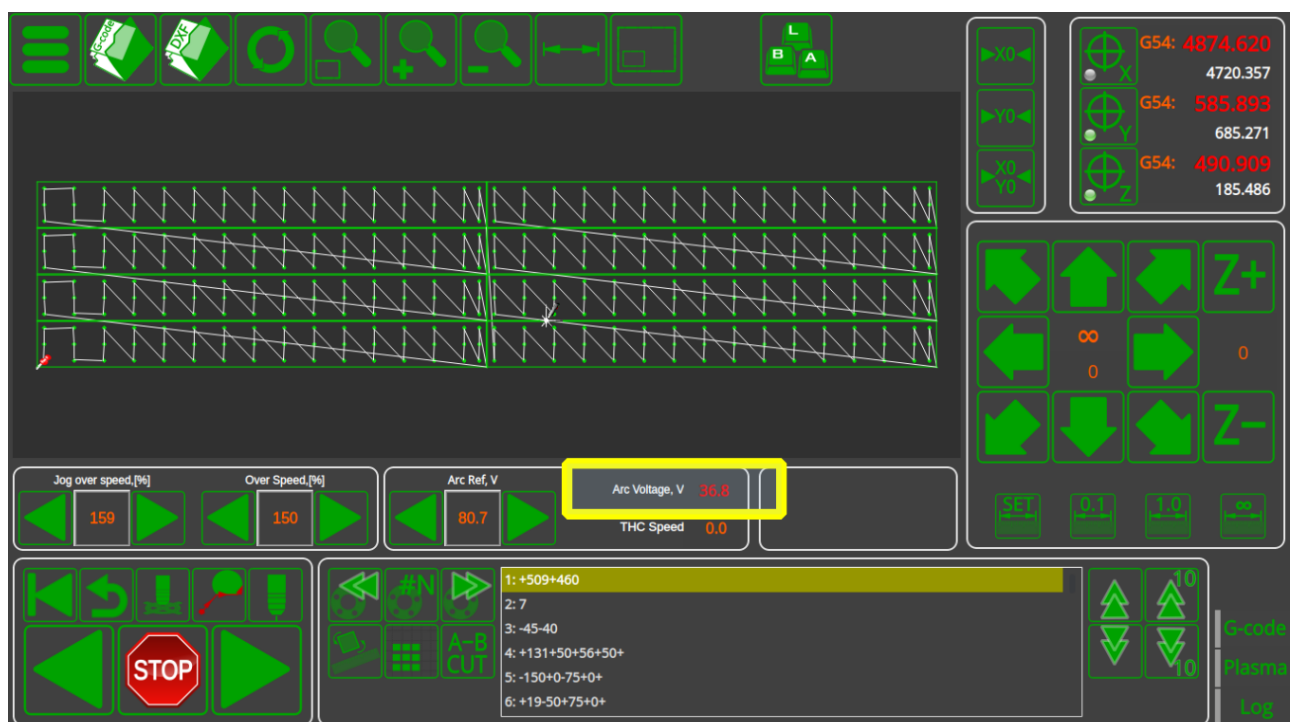 G-code
DXF
L
B A
X0
Y0
X0
Y0
X
G54: 4874.620
4720.357
Y
G54: 585.893
685.271
Z
G54: 490.909
185.486
Z+
∞
0
0
Z−
SET
0.1
1.0
∞
Jog over speed,[%]
159
Over Speed,[%]
150
Arc Ref, V
80.7
Arc Voltage, V 36.8
THC Speed 0.0
STOP
#N
A−B
CUT
1: +509+460
2: 7
3: -45-40
4: +131+50+56+50+
5: -150+0-75+0+
6: +19-50+75+0+
10
10
G-code
Plasma
Log